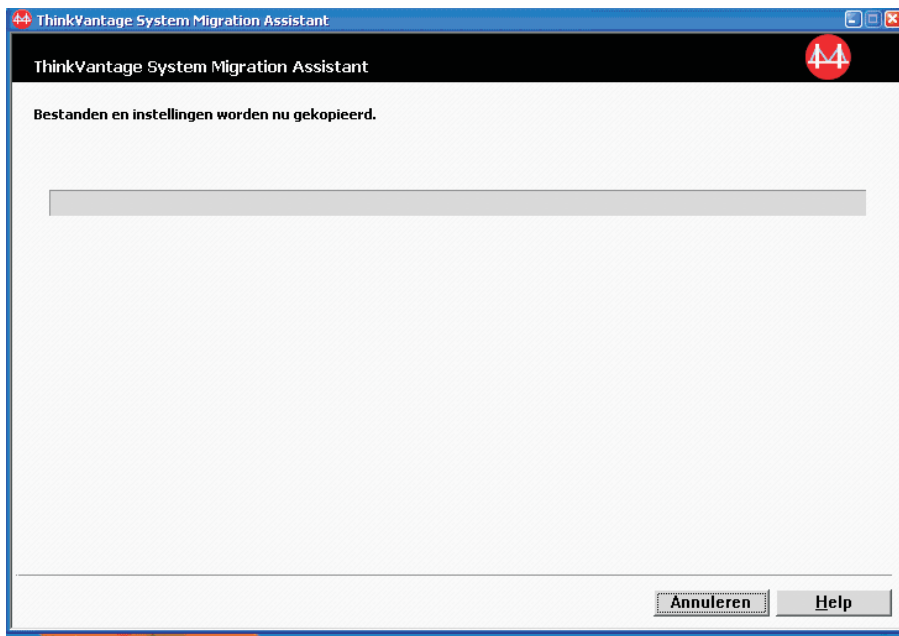 ThinkVantage System Migration Assistant
ThinkVantage System Migration Assistant
Bestanden en instellingen worden nu gekopieerd.
Annuleren Help